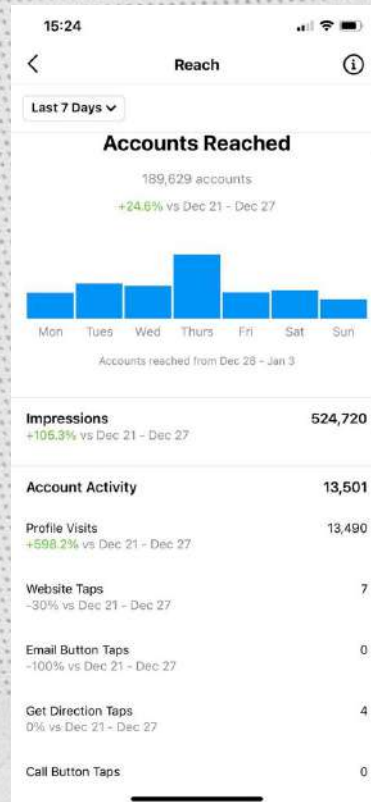 15:24
Reach
Last 7 Days
Accounts Reached
189,629 accounts
+24.6% vs Dec 21 - Dec 27
Mon Tues Wed Thurs Fri Sat Sun
Accounts reached from Dec 28 - Jan 3
Impressions 524,720
+105.3% vs Dec 21 - Dec 27
Account Activity 13,501
Profile Visits 13,490
+598.2% vs Dec 21 - Dec 27
Website Taps 7
-30% vs Dec 21 - Dec 27
Email Button Taps 0
-100% vs Dec 21 - Dec 27
Get Direction Taps 4
0% vs Dec 21 - Dec 27
Call Button Taps 0